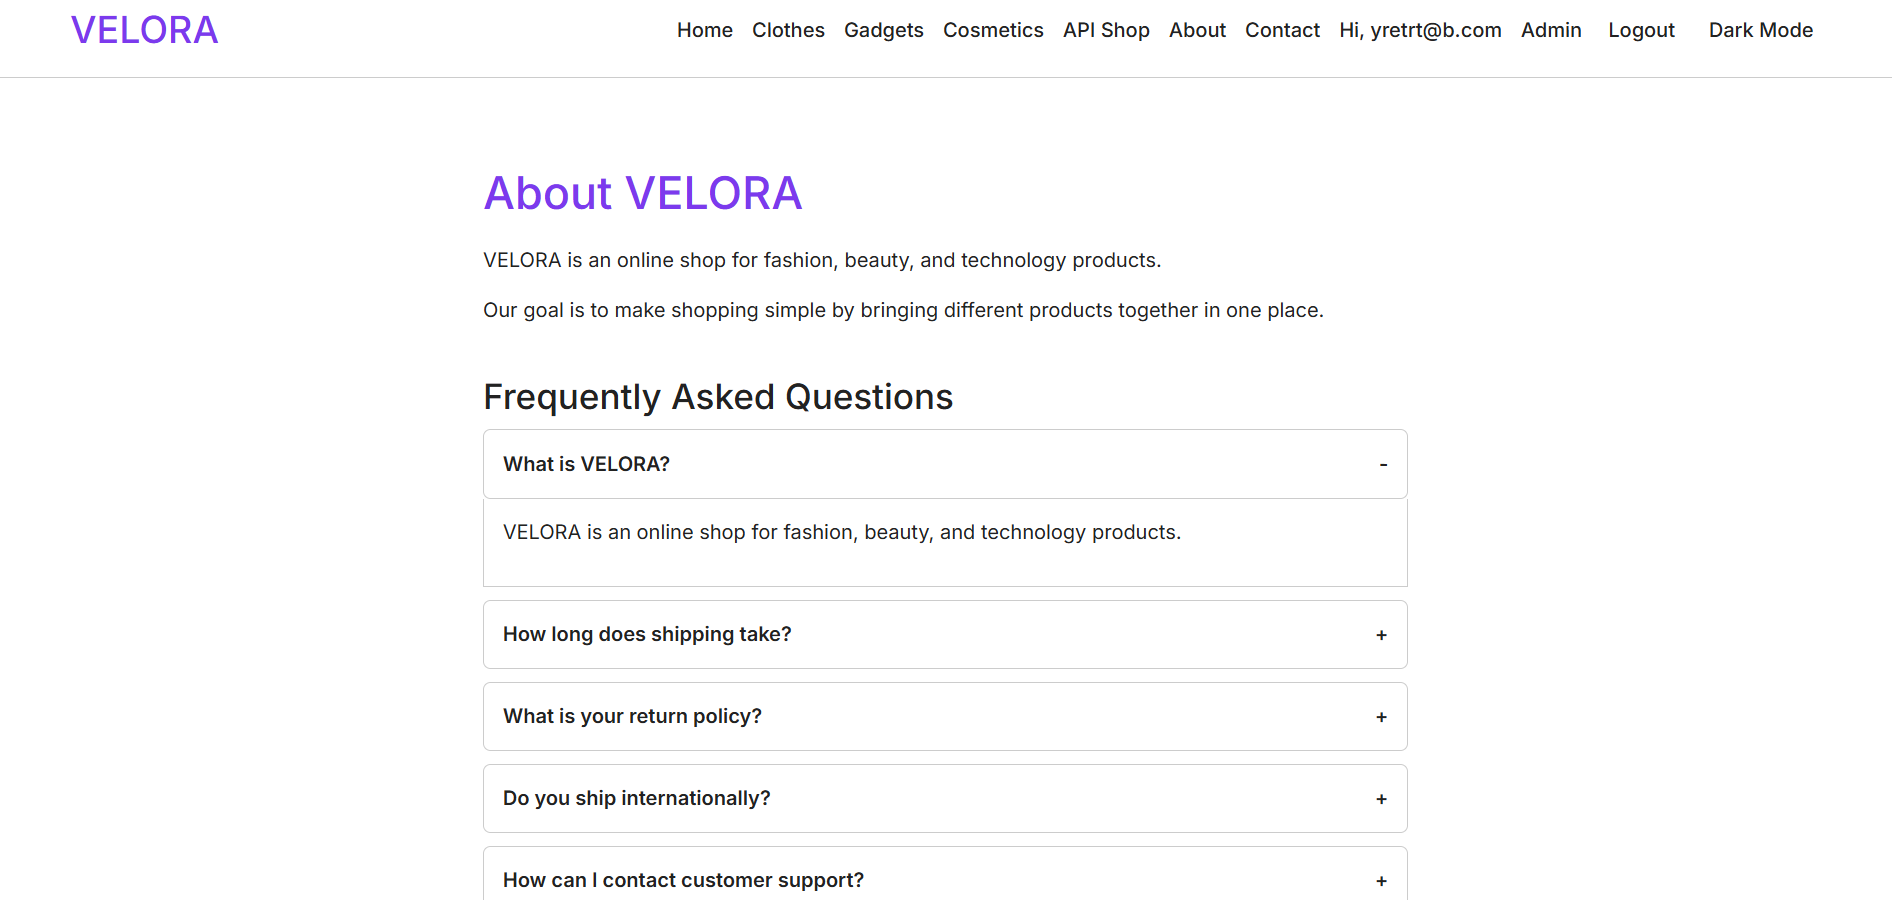 VELORA
Home Clothes Gadgets Cosmetics API Shop About Contact Hi, yretrt@b.com Admin Logout Dark Mode
About VELORA
VELORA is an online shop for fashion, beauty, and technology products.
Our goal is to make shopping simple by bringing different products together in one place.
Frequently Asked Questions
What is VELORA? -
VELORA is an online shop for fashion, beauty, and technology products.
How long does shipping take? +
What is your return policy? +
Do you ship internationally? +
How can I contact customer support? +